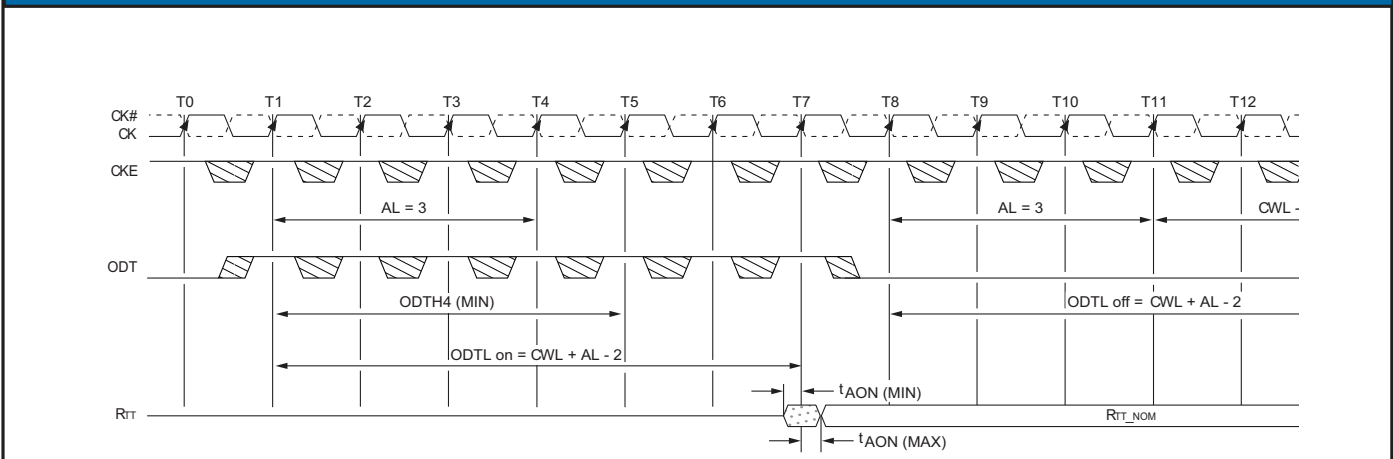 T0 T1 T2 T3 T4 T5 T6 T7 T8 T9 T10 T11 T12
CK#
CK
CKE
AL = 3 AL = 3 CWL -
ODT
ODTH4 (MIN) ODTL off = CWL + AL - 2
ODTL on = CWL + AL - 2
tAON (MIN)
RTT RTT_NOM
tAON (MAX)